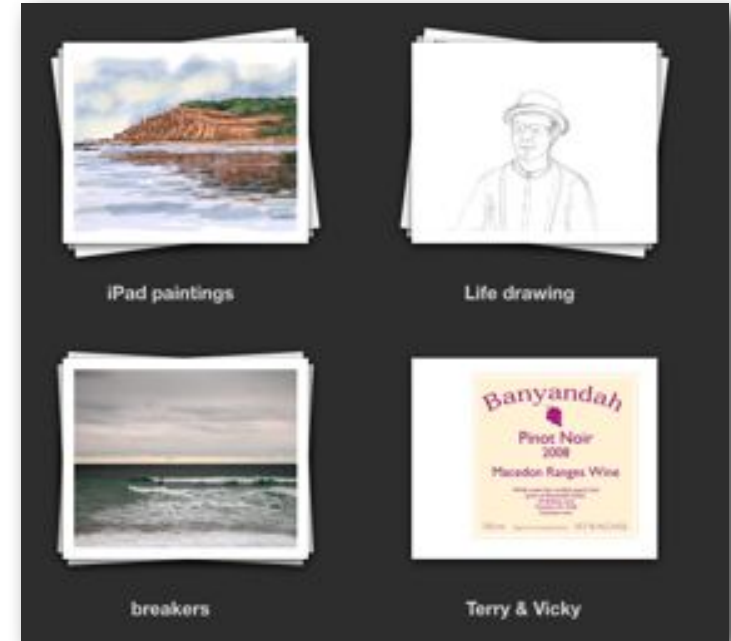 iPad paintings
Life drawing
Banyandah
Pinot Noir
2008
Macedon Ranges Wine
breakers
Terry & Vicky